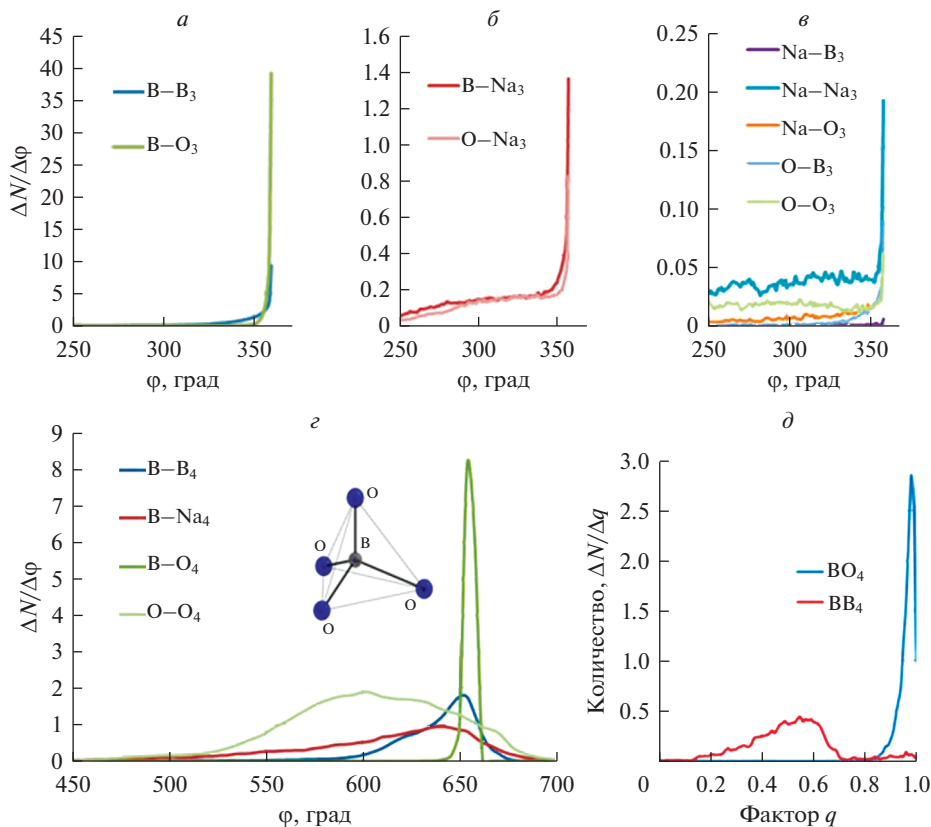 а
45
40
35
30
25
20
15
10
5
0
250
300
350
ΔN/Δφ
φ, град
B–B₃
B–O₃
б
1.6
1.4
1.2
1.0
0.8
0.6
0.4
0.2
0
250
300
350
φ, град
B–Na₃
O–Na₃
в
0.25
0.20
0.15
0.10
0.05
0
250
300
350
φ, град
Na–B₃
Na–Na₃
Na–O₃
O–B₃
O–O₃
г
9
8
7
6
5
4
3
2
1
0
450
500
550
600
650
700
ΔN/Δφ
φ, град
B–B₄
B–Na₄
B–O₄
O–O₄
O
B
O
O
O
д
3.0
2.5
2.0
1.5
1.0
0.5
0
0.2
0.4
0.6
0.8
1.0
Количество, ΔN/Δq
Фактор q
BO₄
BB₄